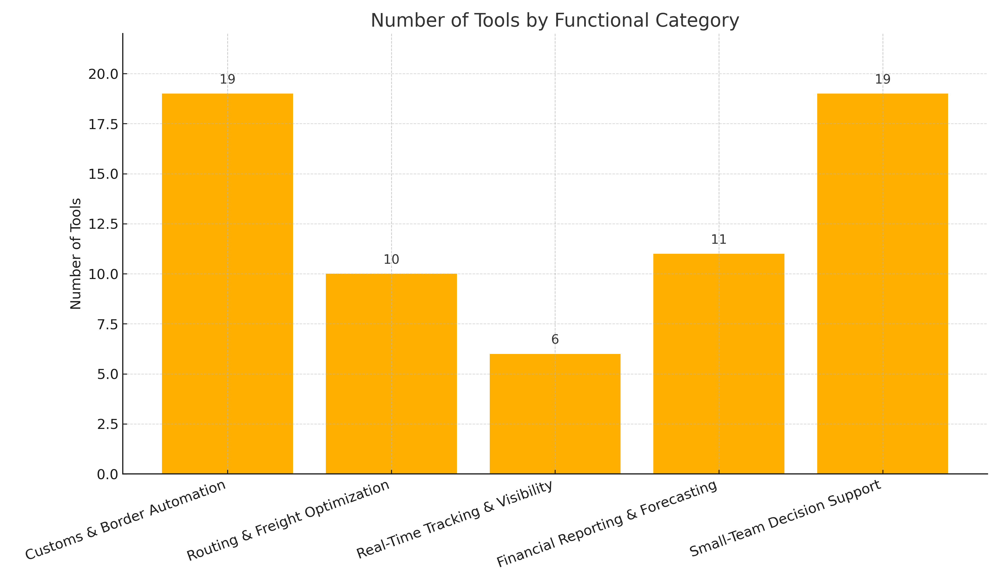 Number of Tools by Functional Category
Number of Tools
20.0
17.5
15.0
12.5
10.0
7.5
5.0
2.5
0.0
19
10
6
11
19
Customs & Border Automation
Routing & Freight Optimization
Real-Time Tracking & Visibility
Financial Reporting & Forecasting
Small-Team Decision Support